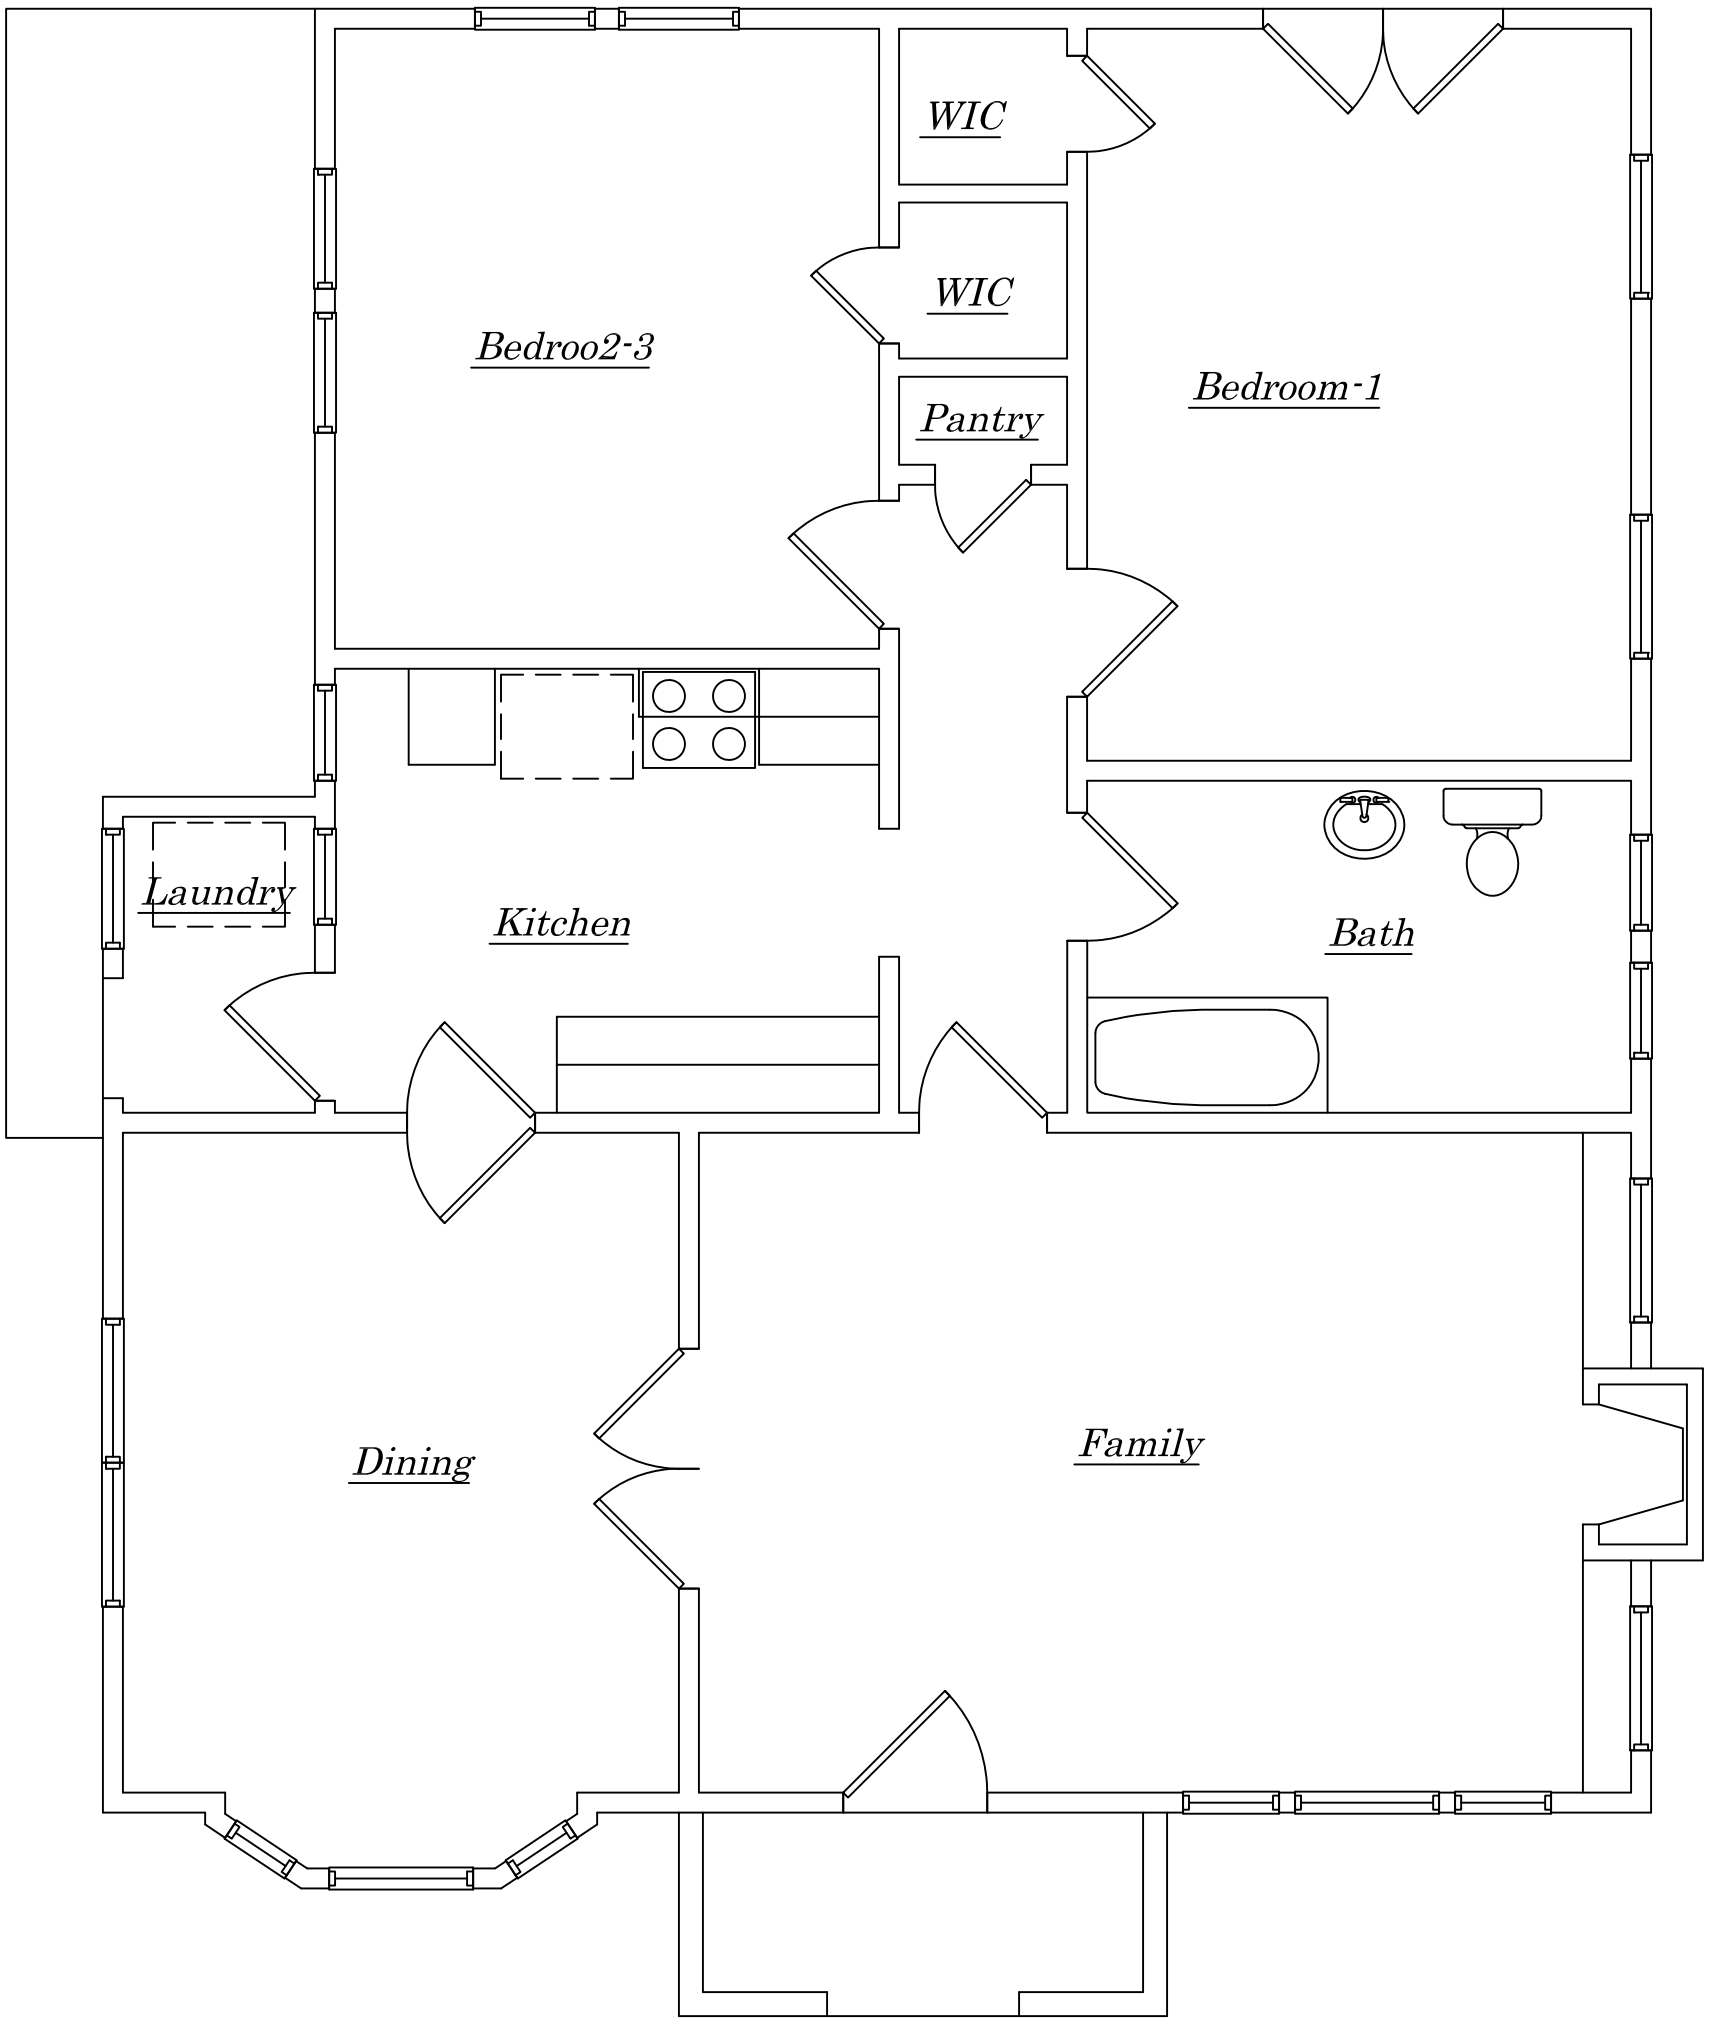 WIC
WIC
Bedroo2-3
Bedroom-1
Pantry
Laundry
Kitchen
Bath
Dining
Family